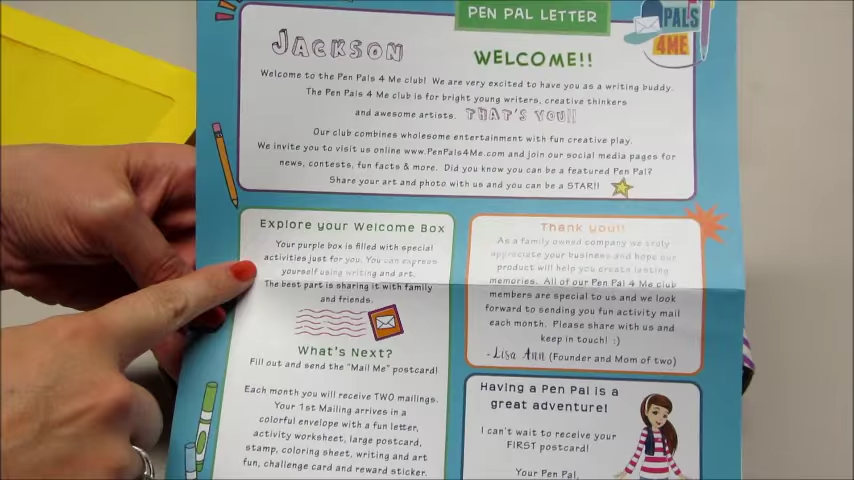 PEN PAL LETTER
PALS
4ME
JACKSON
WELCOME!!
Welcome to the Pen Pals 4 Me club! We are very excited to have you as a writing buddy.
The Pen Pals 4 Me club is for bright young writers, creative thinkers
and awesome artists. THAT'S YOU!!
Our club combines wholesome entertainment with fun creative play.
We invite you to visit us online www.PenPals4Me.com and join our social media pages for
news, contests, fun facts & more. Did you know you can be a featured Pen Pal?
Share your art and photo with us and you can be a STAR!!
Explore your Welcome Box
Your purple box is filled with special
activities just for you. You can express
yourself using writing and art.
The best part is sharing it with family
and friends.
What's Next?
Fill out and send the "Mail Me" postcard!
Each month you will receive TWO mailings.
Your 1st Mailing arrives in a
colorful envelope with a fun letter,
activity worksheet, large postcard,
stamp, coloring sheet, writing and art
fun, challenge card and reward sticker.
Thank you!!
As a family owned company we truly
appreciate your business and hope our
product will help you create lasting
memories. All of our Pen Pal 4 Me club
members are special to us and we look
forward to sending you fun activity mail
each month. Please share with us and
keep in touch! :)
-Lisa Ann (Founder and Mom of two)
Having a Pen Pal is a
great adventure!
I can't wait to receive your
FIRST postcard!
Your Pen Pal,